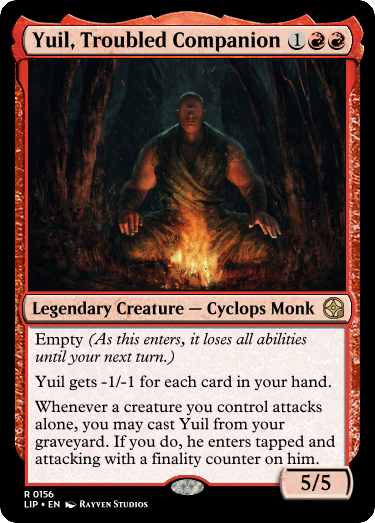 Yuil, Troubled Companion 1
Legendary Creature — Cyclops Monk
Empty (As this enters, it loses all abilities
until your next turn.)
Yuil gets -1/-1 for each card in your hand.
Whenever a creature you control attacks
alone, you may cast Yuil from your
graveyard. If you do, he enters tapped and
attacking with a finality counter on him.
5/5
R 0156
LIP • EN Rayven Studios